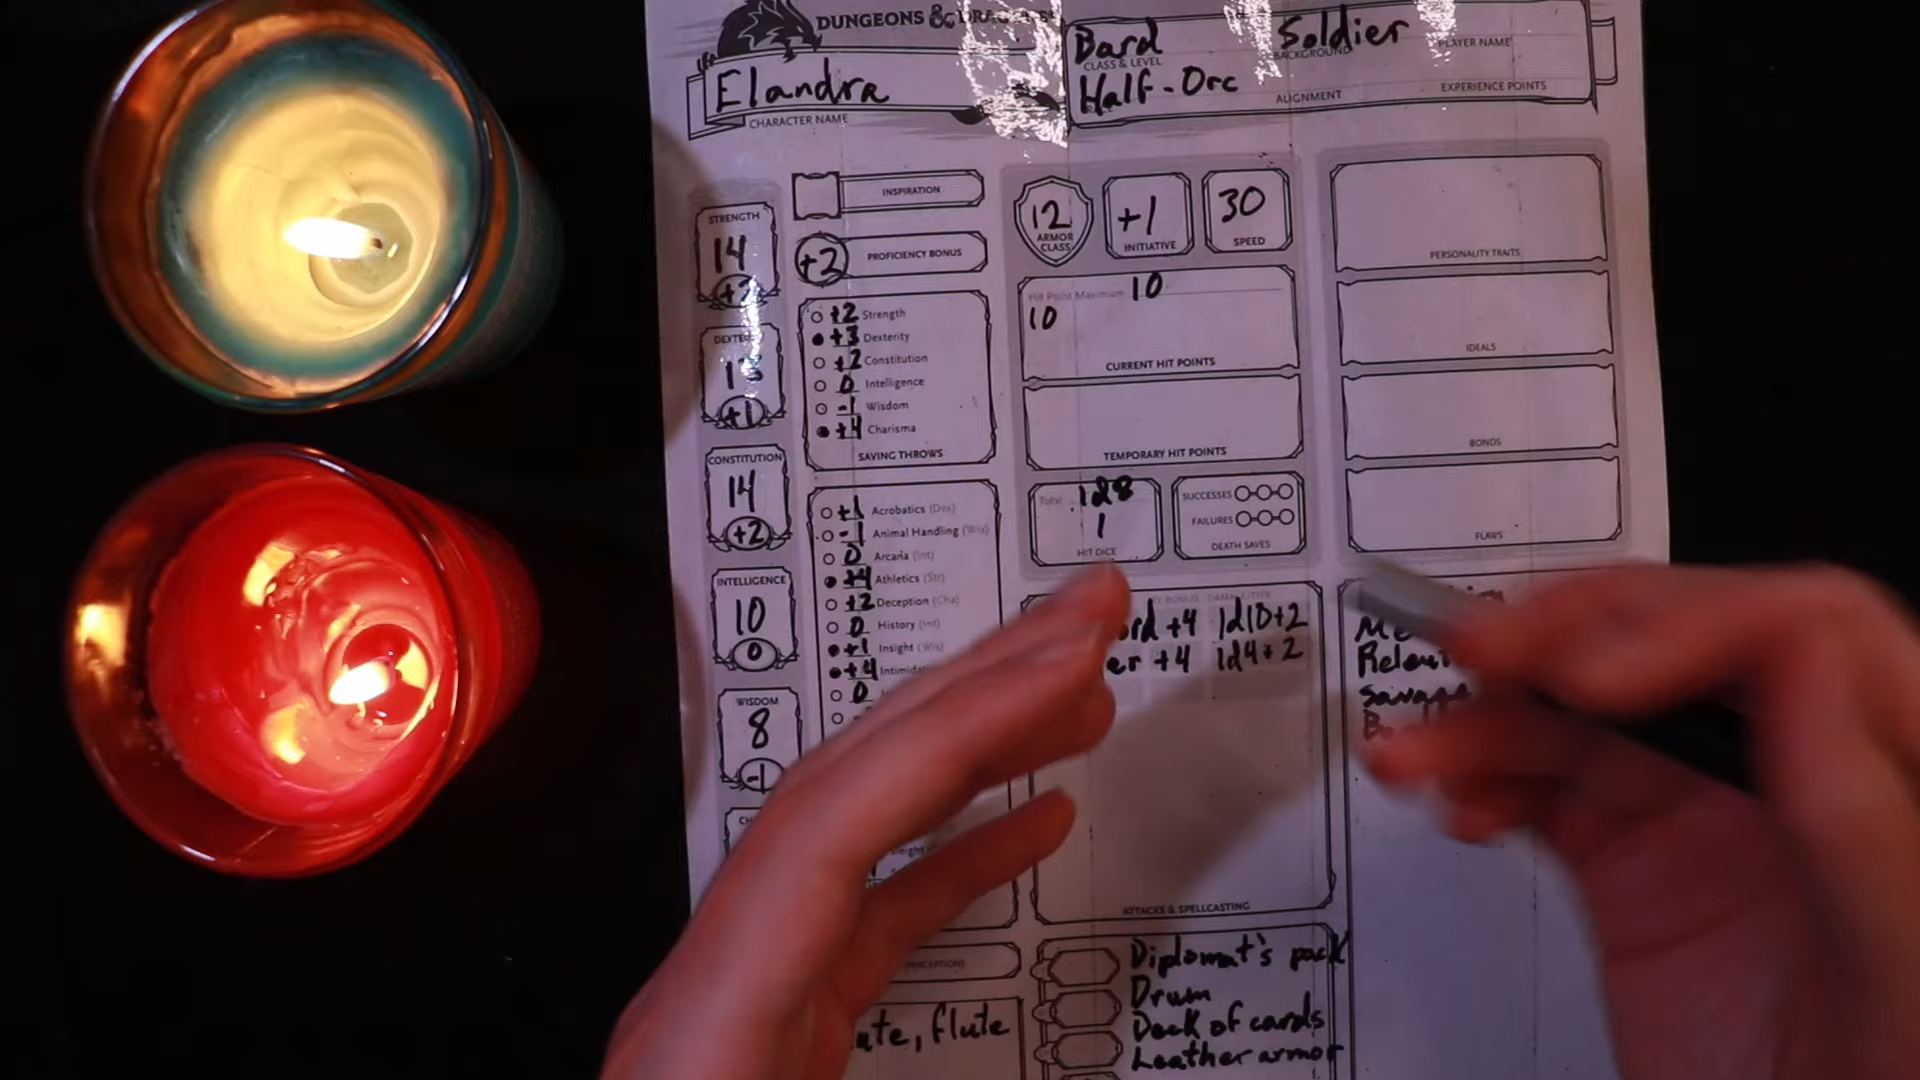 DUNGEONS & DRAGONS
Bard
Soldier
CLASS & LEVEL
BACKGROUND
PLAYER NAME
Elandra
CHARACTER NAME
Half-Orc
ALIGNMENT
EXPERIENCE POINTS
STRENGTH
14
+2
INSPIRATION
+2
PROFICIENCY BONUS
+1
CONSTITUTION
14
+2
INTELLIGENCE
10
0
WISDOM
8
-1
+2 Strength
+3 Dexterity
+2 Constitution
0 Intelligence
-1 Wisdom
+4 Charisma
SAVING THROWS
+1 Acrobatics (Dex)
-1 Animal Handling (Wis)
0 Arcana (Int)
+4 Athletics (Str)
+2 Deception (Cha)
0 History (Int)
+1 Insight (Wis)
+4
0
12
ARMOR
CLASS
+1
INITIATIVE
30
SPEED
Hit Point Maximum 10
10
CURRENT HIT POINTS
TEMPORARY HIT POINTS
Total 1d8
1
HIT DICE
SUCCESSES
FAILURES
DEATH SAVES
+4 1d10+2
+4 1d4+2
ATTACKS & SPELLCASTING
(PERCEPTION)
flute
Diplomat's pack
Drum
Deck of cards
Leather armor
PERSONALITY TRAITS
IDEALS
BONDS
FLAWS